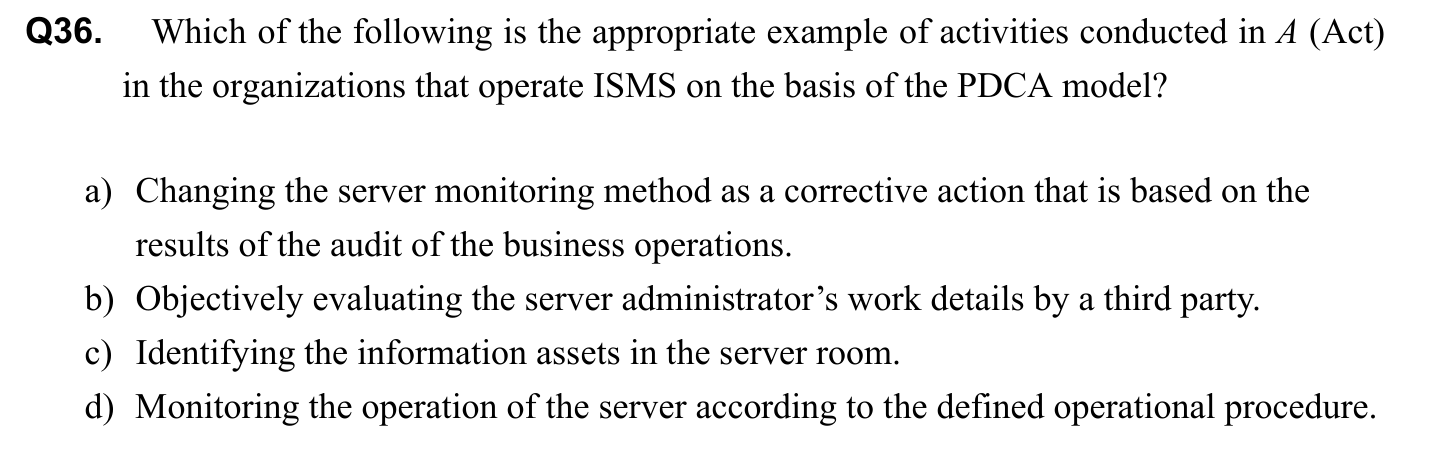 Q36. Which of the following is the appropriate example of activities conducted in A (Act)
in the organizations that operate ISMS on the basis of the PDCA model?
a) Changing the server monitoring method as a corrective action that is based on the
results of the audit of the business operations.
b) Objectively evaluating the server administrator’s work details by a third party.
c) Identifying the information assets in the server room.
d) Monitoring the operation of the server according to the defined operational procedure.